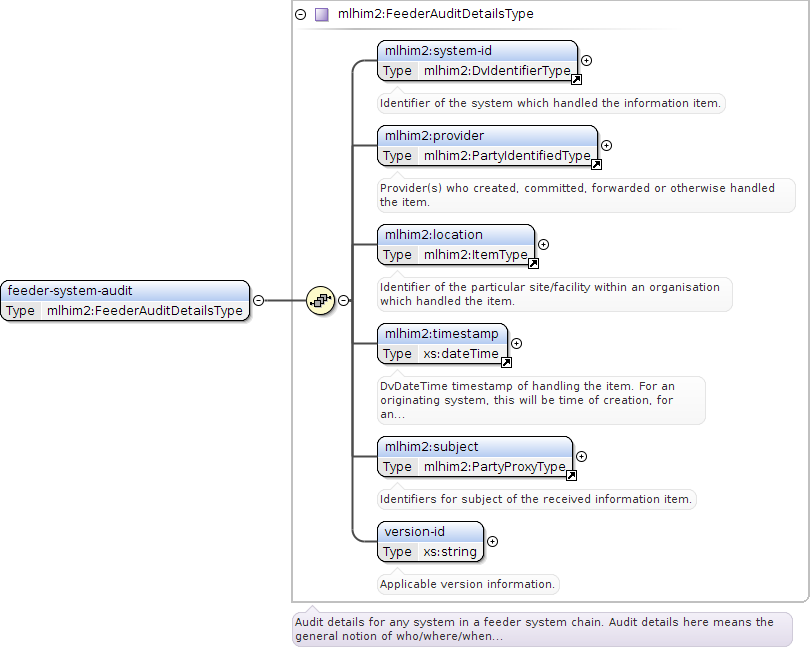 mlhim2:FeederAuditDetailsType
mlhim2:system-id
Type mlhim2:DvIdentifierType
Identifier of the system which handled the information item.
mlhim2:provider
Type mlhim2:PartyIdentifiedType
Provider(s) who created, committed, forwarded or otherwise handled
the item.
mlhim2:location
Type mlhim2:ItemType
Identifier of the particular site/facility within an organisation
which handled the item.
feeder-system-audit
Type mlhim2:FeederAuditDetailsType
mlhim2:timestamp
Type xs:dateTime
DvDateTime timestamp of handling the item. For an
originating system, this will be time of creation, for
an...
mlhim2:subject
Type mlhim2:PartyProxyType
Identifiers for subject of the received information item.
version-id
Type xs:string
Applicable version information.
Audit details for any system in a feeder system chain. Audit details here means the
general notion of who/where/when...